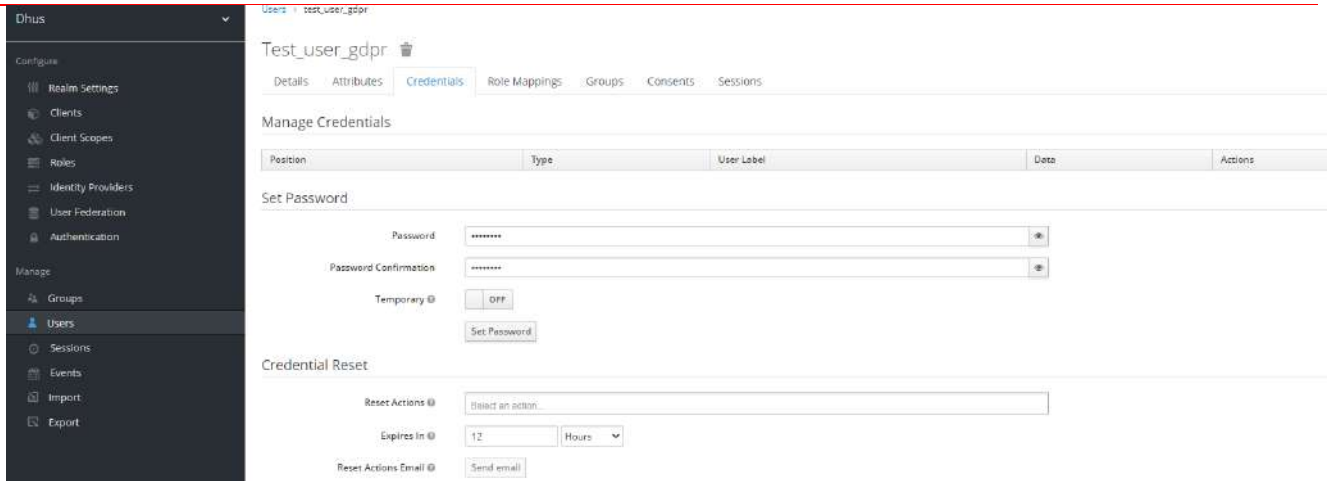 Dhus
Users > test_user_gdpr
Test_user_gdpr
Configure
Realm Settings
Clients
Client Scopes
Roles
Identity Providers
User Federation
Authentication
Manage
Groups
Users
Sessions
Events
Import
Export
Details Attributes Credentials Role Mappings Groups Consents Sessions
Manage Credentials
Position Type User Label Data Actions
Set Password
Password ••••••••
Password Confirmation ••••••••
Temporary OFF
Set Password
Credential Reset
Reset Actions Select an action...
Expires In 12 Hours
Reset Actions Email Send email